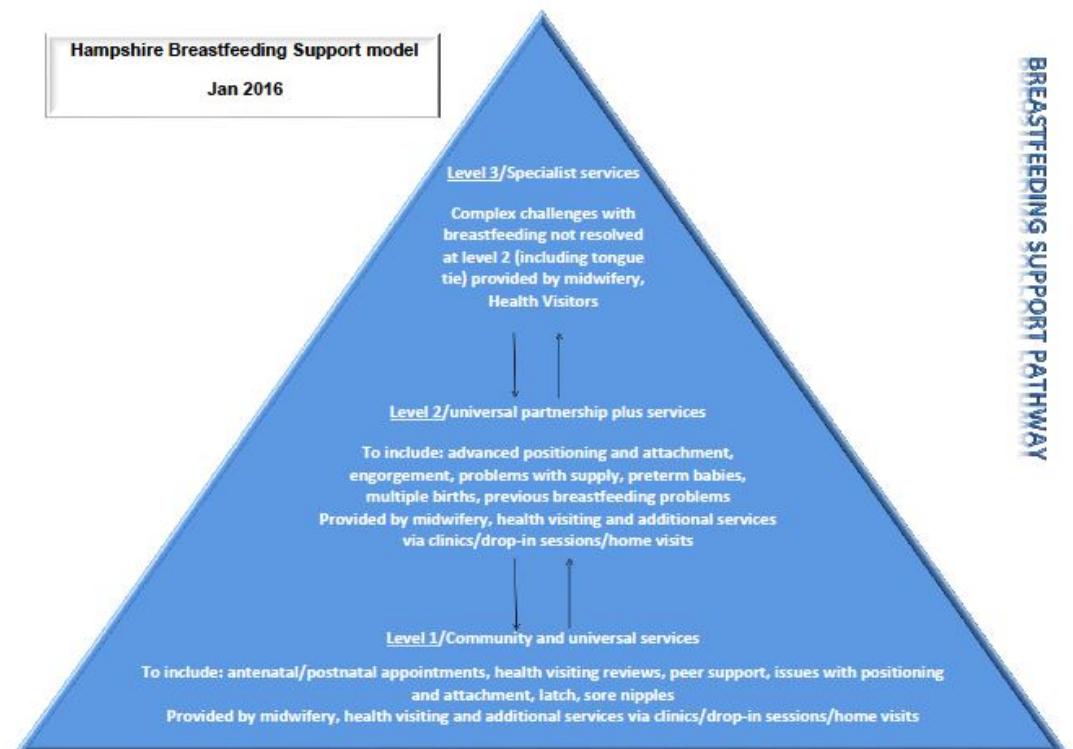 Hampshire Breastfeeding Support model
Jan 2016
BREASTFEEDING SUPPORT PATHWAY
Level 3/Specialist services
Complex challenges with
breastfeeding not resolved
at level 2 (including tongue
tie) provided by midwifery,
Health Visitors
Level 2/universal partnership plus services
To include: advanced positioning and attachment,
engorgement, problems with supply, preterm babies,
multiple births, previous breastfeeding problems
Provided by midwifery, health visiting and additional services
via clinics/drop-in sessions/home visits
Level 1/Community and universal services
To include: antenatal/postnatal appointments, health visiting reviews, peer support, issues with positioning
and attachment, latch, sore nipples
Provided by midwifery, health visiting and additional services via clinics/drop-in sessions/home visits